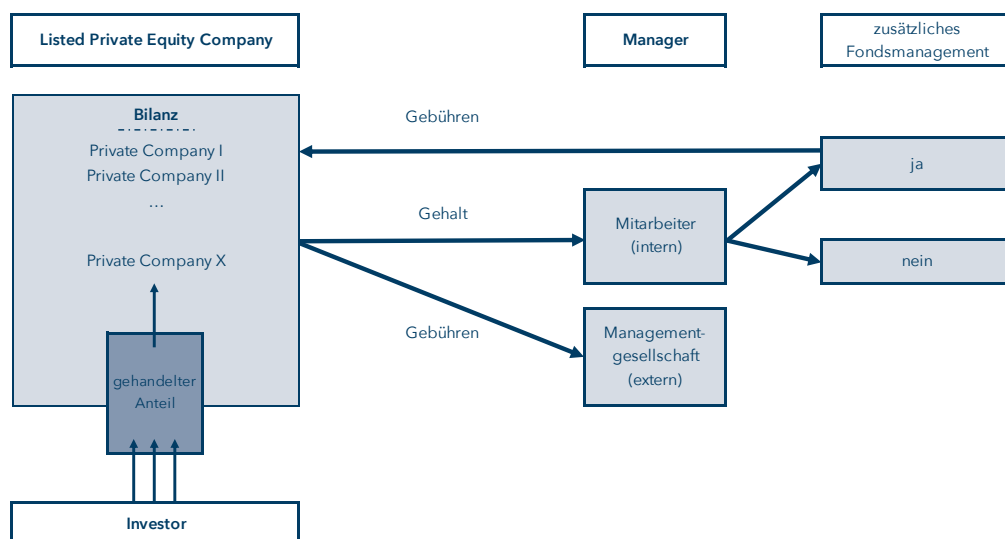 Listed Private Equity Company
Manager
zusätzliches
Fondsmanagement
Bilanz
Private Company I
Private Company II
...
Private Company X
gehandelter
Anteil
Investor
Gebühren
Gehalt
Gebühren
Mitarbeiter
(intern)
Management-
gesellschaft
(extern)
ja
nein